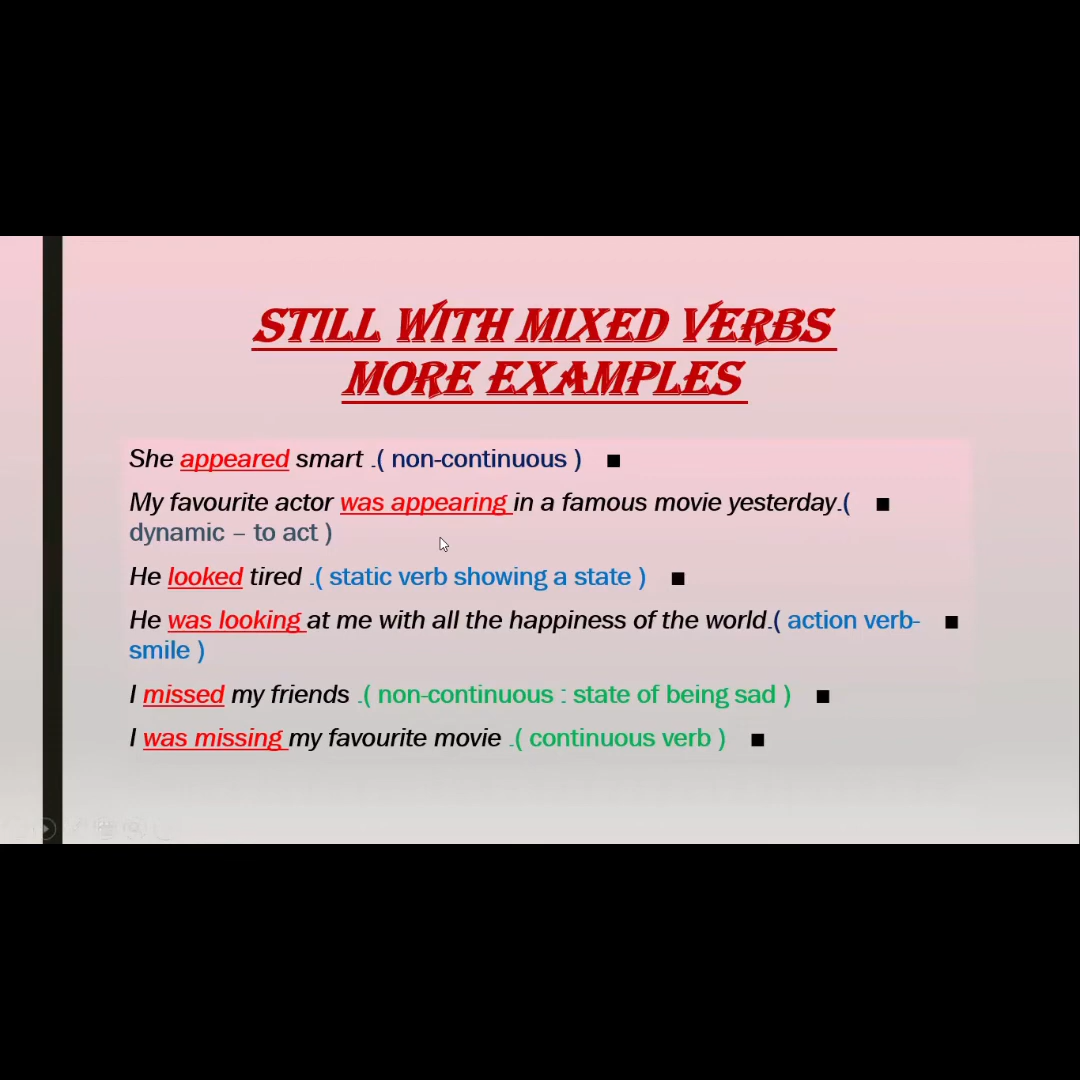 STILL WITH MIXED VERBS
MORE EXAMPLES
She appeared smart .( non-continuous ) ■
My favourite actor was appearing in a famous movie yesterday.( ■
dynamic – to act )
He looked tired .( static verb showing a state ) ■
He was looking at me with all the happiness of the world.( action verb- ■
smile )
I missed my friends .( non-continuous : state of being sad ) ■
I was missing my favourite movie .( continuous verb ) ■